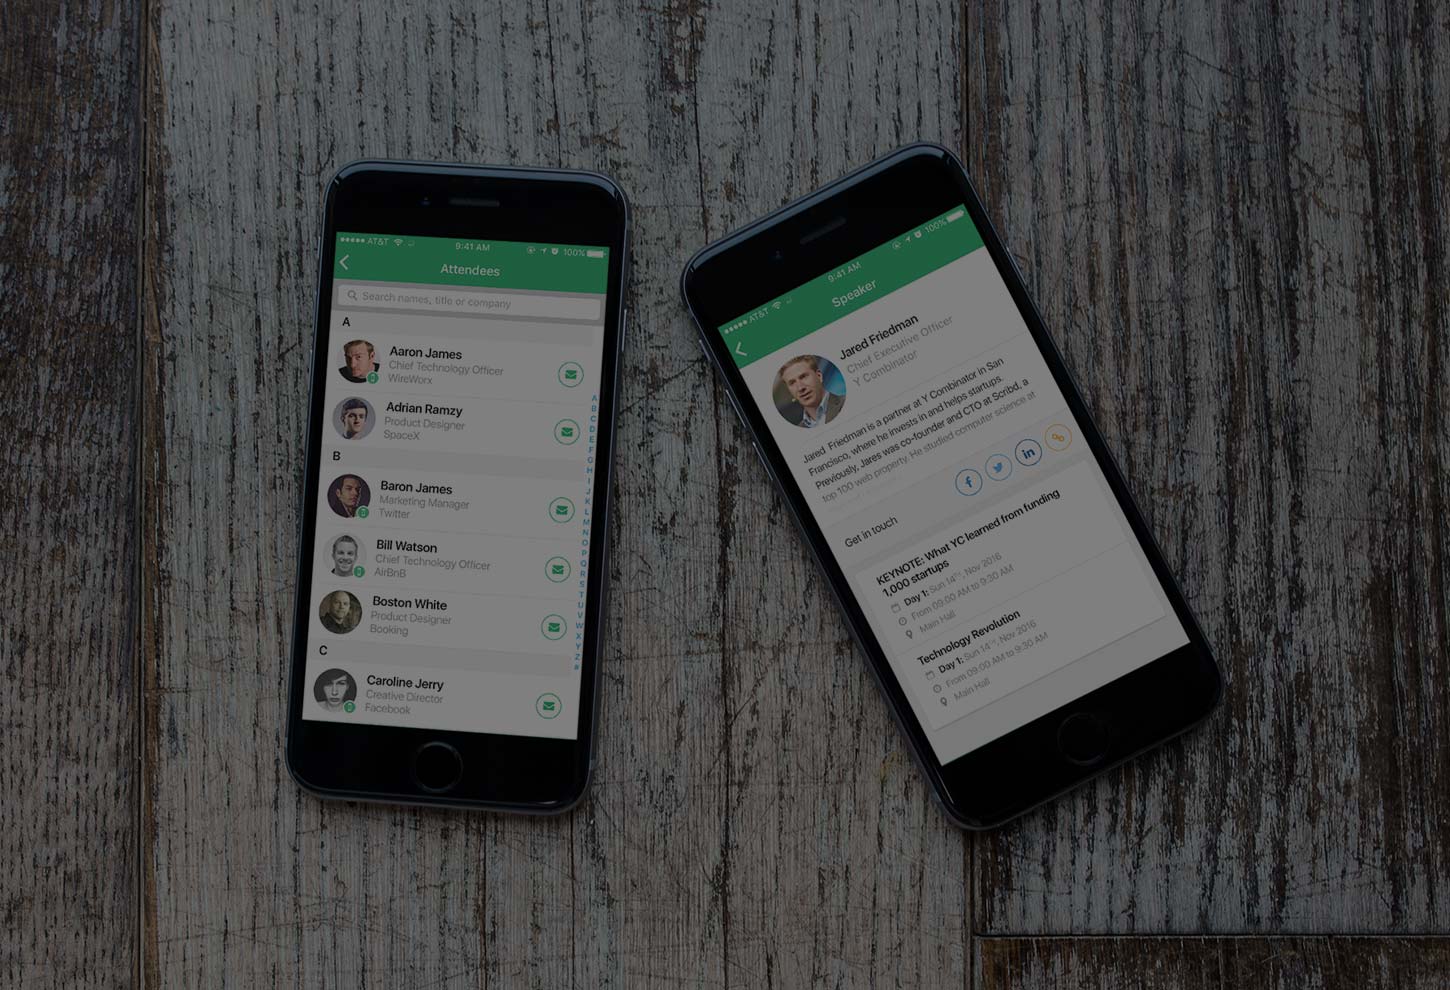 AT&T 9:41 AM 100%
Attendees
Search names, title or company
A
Aaron James
Chief Technology Officer
WireWorx
Adrian Ramzy
Product Designer
SpaceX
B
Baron James
Marketing Manager
Twitter
Bill Watson
Chief Technology Officer
AirBnB
Boston White
Product Designer
Booking
C
Caroline Jerry
Creative Director
Facebook
A
B
C
D
E
F
G
H
I
J
K
L
M
N
O
P
Q
R
S
T
U
V
W
X
Y
Z
#
AT&T 9:41 AM 100%
Speaker
Jared Friedman
Chief Executive Officer
Y Combinator
Jared Friedman is a partner at Y Combinator in San
Francisco, where he invests in and helps startups.
Previously, Jares was co-founder and CTO at Scribd, a
top 100 web property. He studied computer science at
f
in
Get in touch
KEYNOTE: What YC learned from funding
1,000 startups
Day 1: Sun 14TH, Nov 2016
From 09:00 AM to 9:30 AM
Main Hall
Technology Revolution
Day 1: Sun 14TH, Nov 2016
From 09:00 AM to 9:30 AM
Main Hall